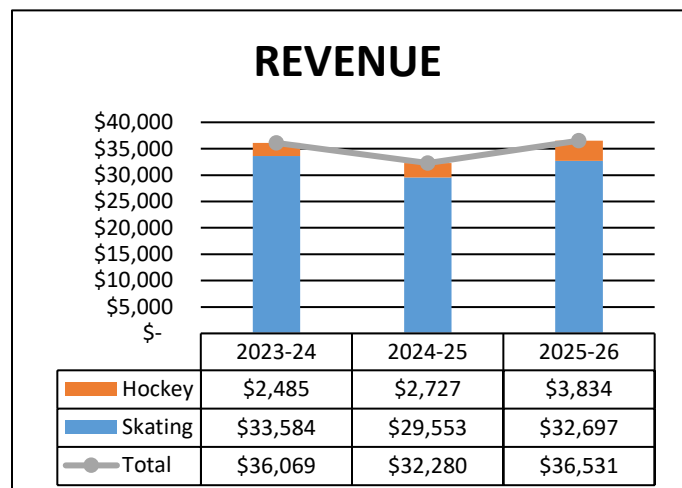 REVENUE
$40,000
$35,000
$30,000
$25,000
$20,000
$15,000
$10,000
$5,000
$-
2023-24 2024-25 2025-26
Hockey $2,485 $2,727 $3,834
Skating $33,584 $29,553 $32,697
Total $36,069 $32,280 $36,531